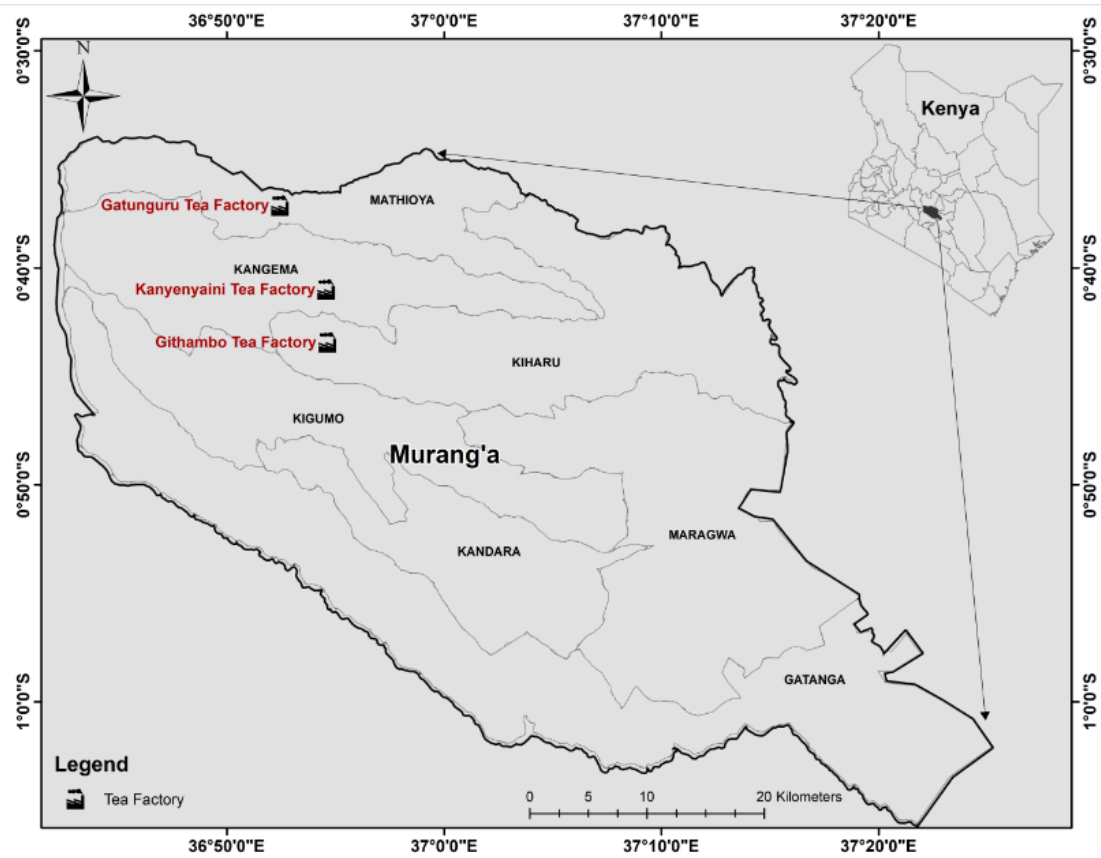 36°50'0"E 37°0'0"E 37°10'0"E 37°20'0"E
0°30'0"S 0°30'0"S
N
Kenya
MATHIOYA
Gatunguru Tea Factory
0°40'0"S 0°40'0"S
KANGEMA
Kanyenyaini Tea Factory
Githambo Tea Factory
KIHARU
KIGUMO
Murang'a
0°50'0"S 0°50'0"S
MARAGWA
KANDARA
GATANGA
1°0'0"S 1°0'0"S
Legend
Tea Factory
0 5 10 20 Kilometers
36°50'0"E 37°0'0"E 37°10'0"E 37°20'0"E